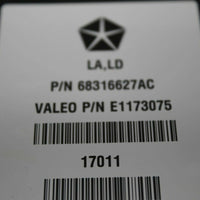 LA,LD
P/N 68316627AC
VALEO P/N E1173075
17011